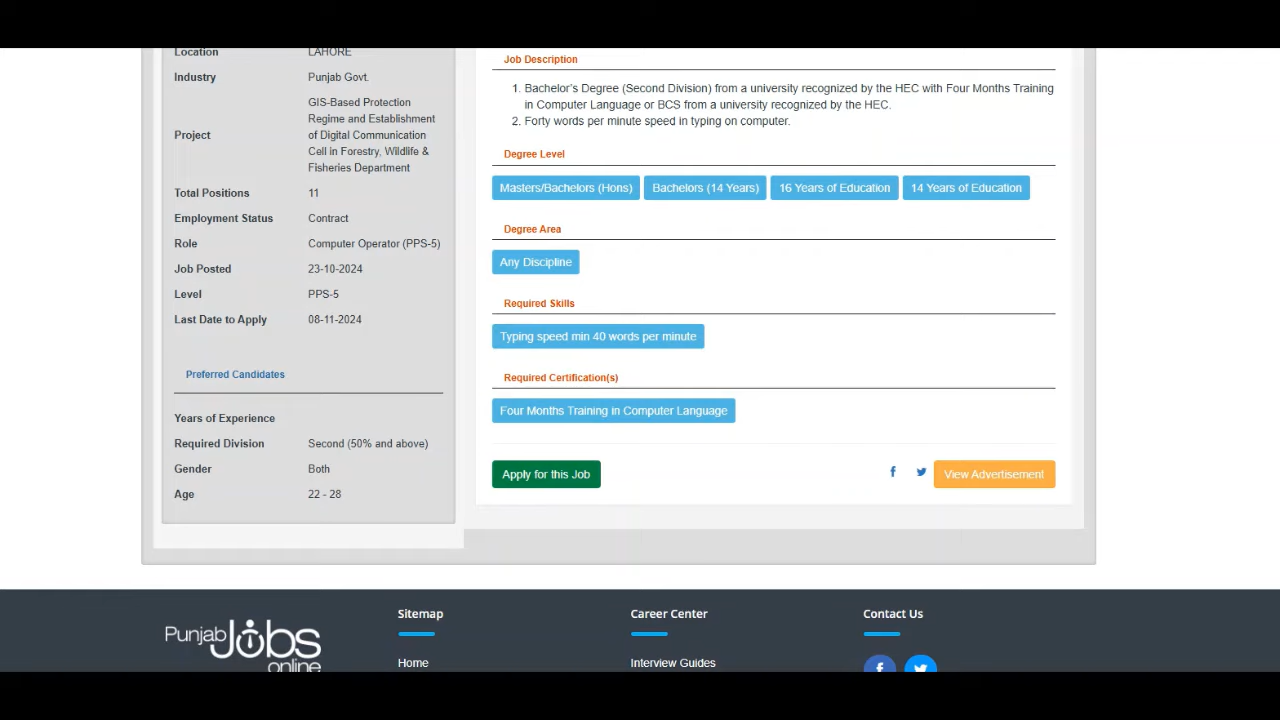 Location LAHORE
Industry Punjab Govt.
Project GIS-Based Protection
Regime and Establishment
of Digital Communication
Cell in Forestry, Wildlife &
Fisheries Department
Total Positions 11
Employment Status Contract
Role Computer Operator (PPS-5)
Job Posted 23-10-2024
Level PPS-5
Last Date to Apply 08-11-2024
Preferred Candidates
Years of Experience
Required Division Second (50% and above)
Gender Both
Age 22 - 28
Job Description
1. Bachelor's Degree (Second Division) from a university recognized by the HEC with Four Months Training
in Computer Language or BCS from a university recognized by the HEC.
2. Forty words per minute speed in typing on computer.
Degree Level
Masters/Bachelors (Hons) Bachelors (14 Years) 16 Years of Education 14 Years of Education
Degree Area
Any Discipline
Required Skills
Typing speed min 40 words per minute
Required Certification(s)
Four Months Training in Computer Language
Apply for this Job View Advertisement
Punjab Jobs
online
Sitemap
Home
Career Center
Interview Guides
Contact Us